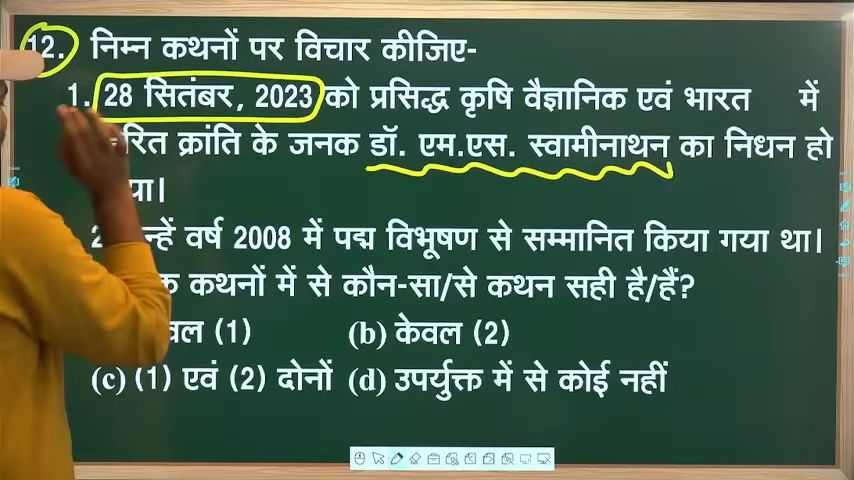 12. निम्न कथनों पर विचार कीजिए-
1. 28 सितंबर, 2023 को प्रसिद्ध कृषि वैज्ञानिक एवं भारत में
क्रांति के जनक डॉ. एम.एस. स्वामीनाथन का निधन हो
वर्ष 2008 में पद्म विभूषण से सम्मानित किया गया था।
कथनों में से कौन-सा/से कथन सही है/हैं?
(1) (b) केवल (2)
(c) (1) एवं (2) दोनों (d) उपर्युक्त में से कोई नहीं